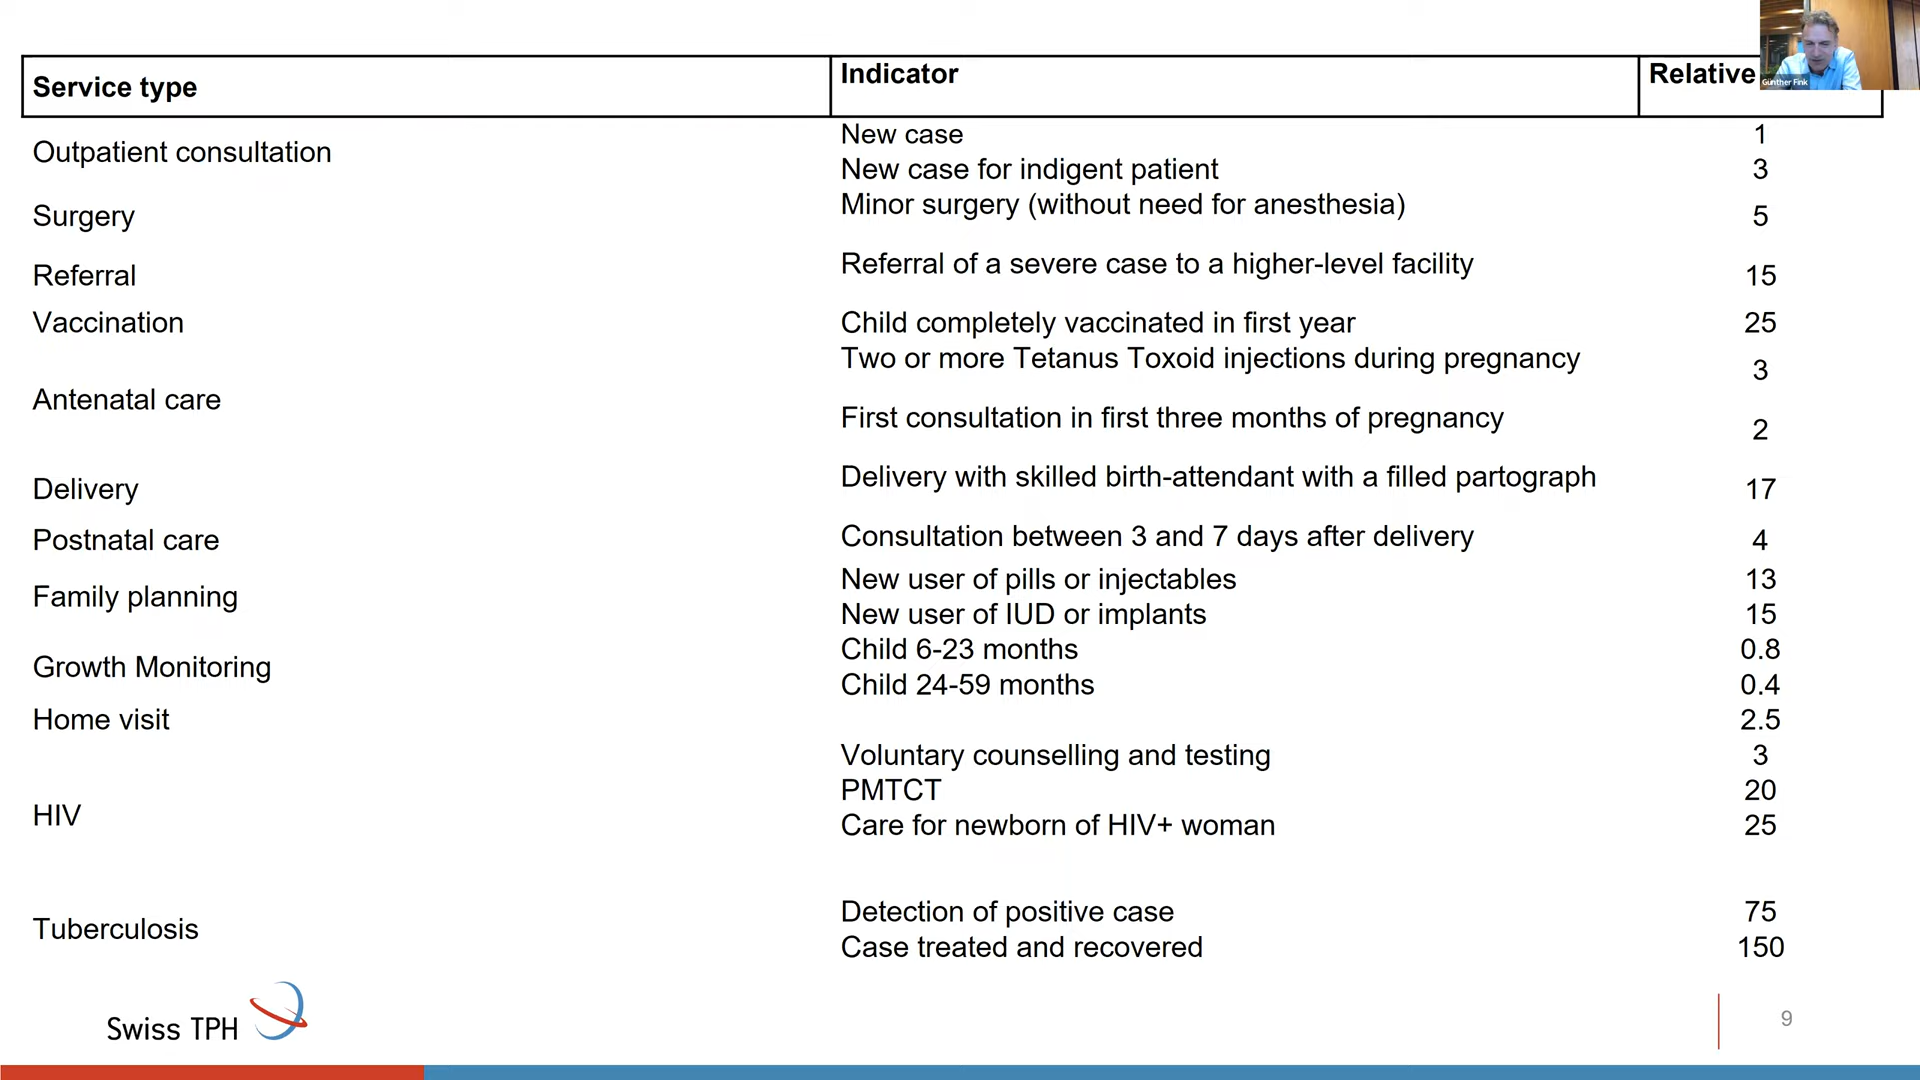 Service type Indicator Relative
Günther Fink
Outpatient consultation New case 1
New case for indigent patient 3
Surgery Minor surgery (without need for anesthesia) 5
Referral Referral of a severe case to a higher-level facility 15
Vaccination Child completely vaccinated in first year 25
Antenatal care Two or more Tetanus Toxoid injections during pregnancy 3
First consultation in first three months of pregnancy 2
Delivery Delivery with skilled birth-attendant with a filled partograph 17
Postnatal care Consultation between 3 and 7 days after delivery 4
Family planning New user of pills or injectables 13
New user of IUD or implants 15
Growth Monitoring Child 6-23 months 0.8
Child 24-59 months 0.4
Home visit 2.5
HIV Voluntary counselling and testing 3
PMTCT 20
Care for newborn of HIV+ woman 25
Tuberculosis Detection of positive case 75
Case treated and recovered 150
Swiss TPH
9